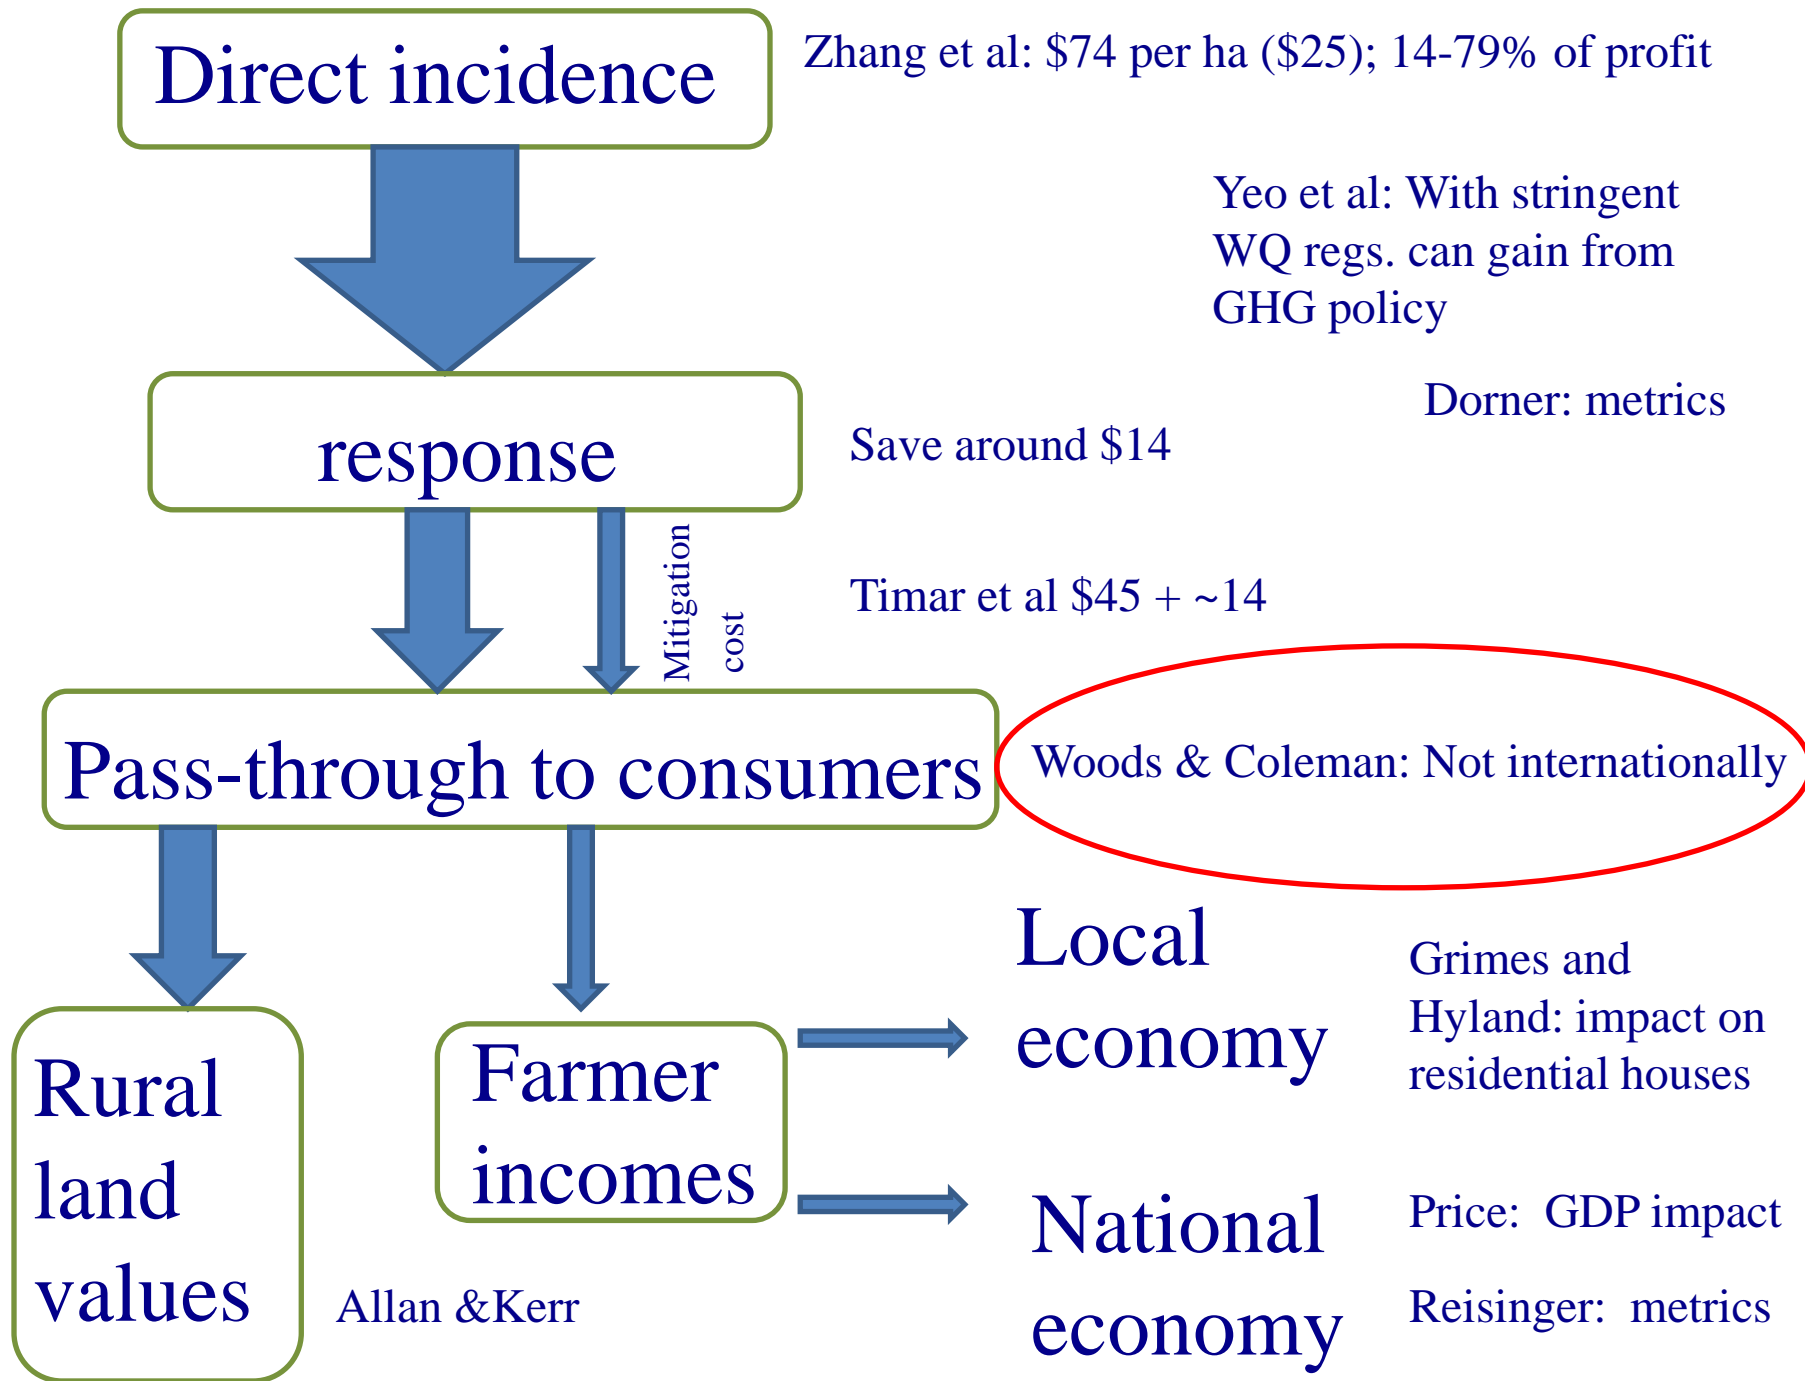 Direct incidence
Zhang et al: $74 per ha ($25); 14-79% of profit
Yeo et al: With stringent
WQ regs. can gain from
GHG policy
Dorner: metrics
response
Save around $14
Mitigation
cost
Timar et al $45 + ~14
Pass-through to consumers
Woods & Coleman: Not internationally
Rural
land
values
Allan &Kerr
Farmer
incomes
Local
economy
Grimes and
Hyland: impact on
residential houses
National
economy
Price:  GDP impact
Reisinger:  metrics